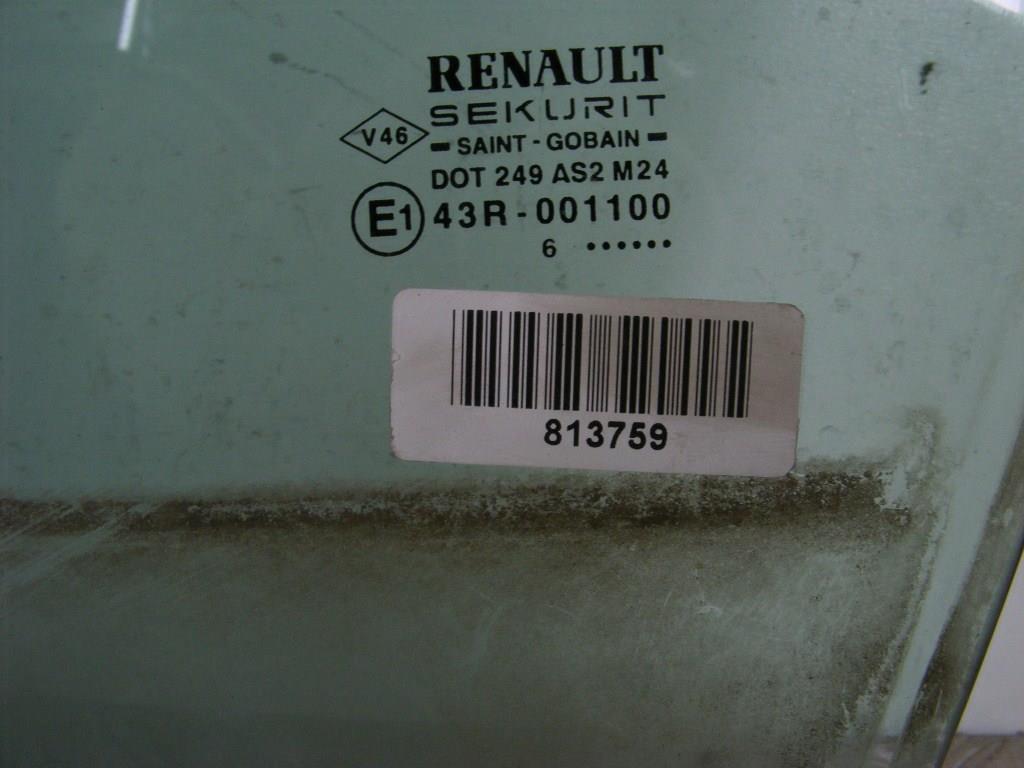 RENAULT
SEKURIT
V46
SAINT - GOBAIN
DOT 249 AS2 M24
E1 43R - 001100
6 ······
813759